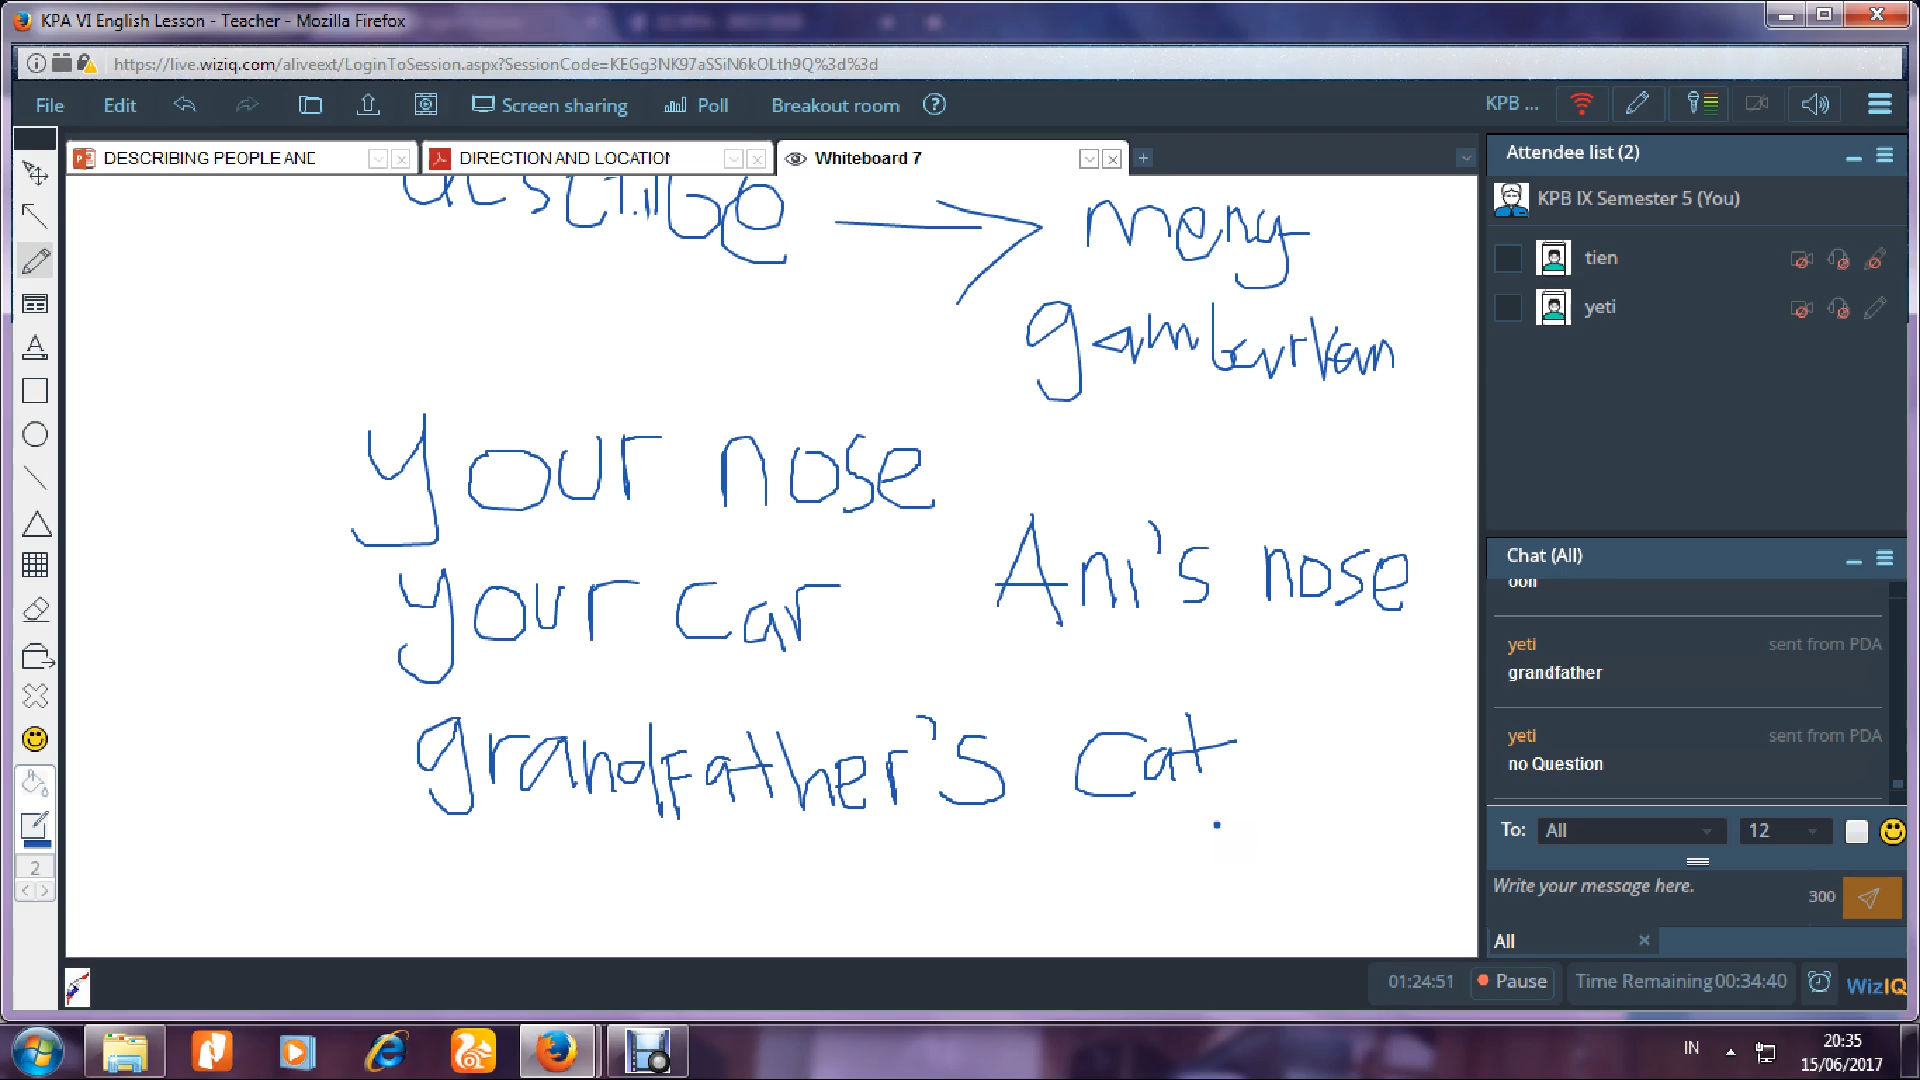 KPA VI English Lesson - Teacher - Mozilla Firefox
https://live.wiziq.com/aliveext/LoginToSession.aspx?SessionCode=KEGg3NK97aSSiN6kOLth9Q%3d%3d
File Edit Screen sharing Poll Breakout room ? KPB ...
DESCRIBING PEOPLE AND
DIRECTION AND LOCATION
Whiteboard 7
describe → meng
gambarkan
your nose
Ani's nose
your car
grandfather's cat
2
Attendee list (2)
KPB IX Semester 5 (You)
tien
yeti
Chat (All)
ooh
yeti sent from PDA
grandfather
yeti sent from PDA
no Question
To: All 12
Write your message here.
300
All
01:24:51 Pause Time Remaining 00:34:40 WizIQ
IN
20:35
15/06/2017